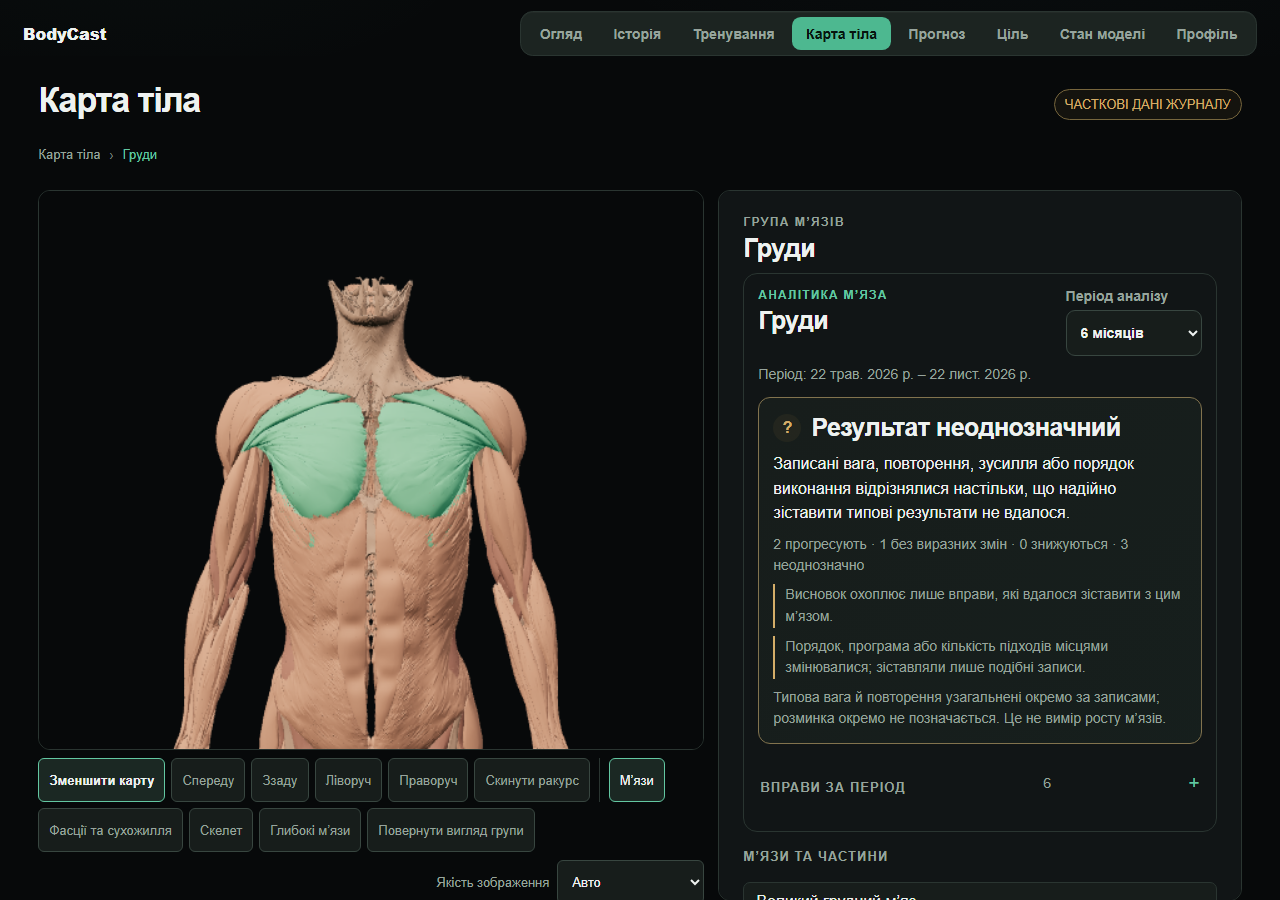 BodyCast
Огляд
Історія
Тренування
Карта тіла
Прогноз
Ціль
Стан моделі
Профіль
Карта тіла
ЧАСТКОВІ ДАНІ ЖУРНАЛУ
Карта тіла › Груди
ГРУПА М’ЯЗІВ
Груди
АНАЛІТИКА М’ЯЗА
Груди
Період аналізу
6 місяців
Період: 22 трав. 2026 р. – 22 лист. 2026 р.
? Результат неоднозначний
Записані вага, повторення, зусилля або порядок
виконання відрізнялися настільки, що надійно
зіставити типові результати не вдалося.
2 прогресують · 1 без виразних змін · 0 знижуються · 3
неоднозначно
Висновок охоплює лише вправи, які вдалося зіставити з цим
м’язом.
Порядок, програма або кількість підходів місцями
змінювалися; зіставляли лише подібні записи.
Типова вага й повторення узагальнені окремо за записами;
розминка окремо не позначається. Це не вимір росту м’язів.
ВПРАВИ ЗА ПЕРІОД 6 +
М’ЯЗИ ТА ЧАСТИНИ
Великий грудний м’яз
Зменшити карту
Спереду
Ззаду
Ліворуч
Праворуч
Скинути ракурс
М’язи
Фасції та сухожилля
Скелет
Глибокі м’язи
Повернути вигляд групи
Якість зображення
Авто